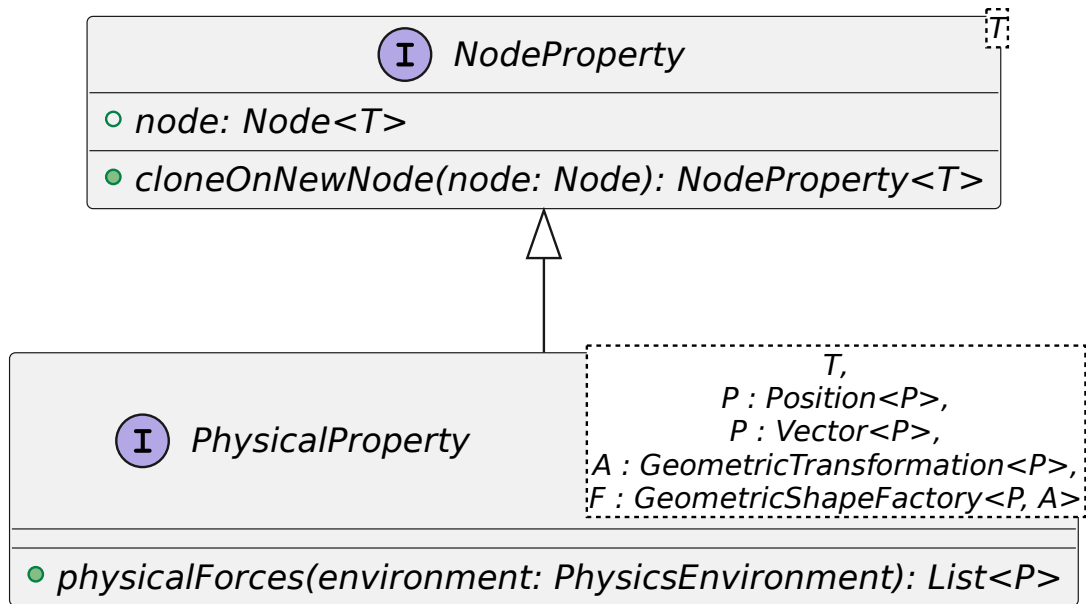 T
I NodeProperty
node: Node<T>
cloneOnNewNode(node: Node): NodeProperty<T>
T,
P : Position<P>,
P : Vector<P>,
A : GeometricTransformation<P>,
F : GeometricShapeFactory<P, A>
I PhysicalProperty
physicalForces(environment: PhysicsEnvironment): List<P>